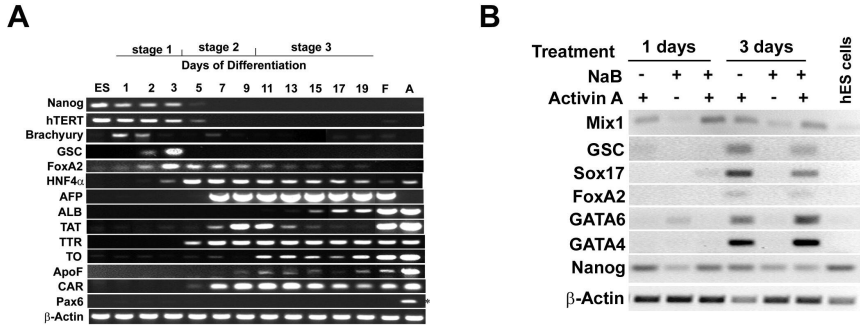 A
stage 1 stage 2 stage 3
Days of Differentiation
ES 1 2 3 5 7 9 11 13 15 17 19 F A
Nanog
hTERT
Brachyury
GSC
FoxA2
HNF4α
AFP
ALB
TAT
TTR
TO
ApoF
CAR
Pax6 *
β-Actin
B
Treatment 1 days 3 days hES cells
NaB - + + - + +
Activin A + - + + - +
Mix1
GSC
Sox17
FoxA2
GATA6
GATA4
Nanog
β-Actin